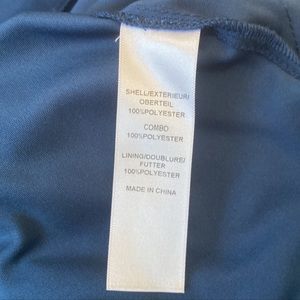 SHELL/EXTERIEUR/
OBERTEIL
100%POLYESTER
COMBO
100%POLYESTER
LINING/DOUBLURE/
FUTTER
100%POLYESTER
MADE IN CHINA